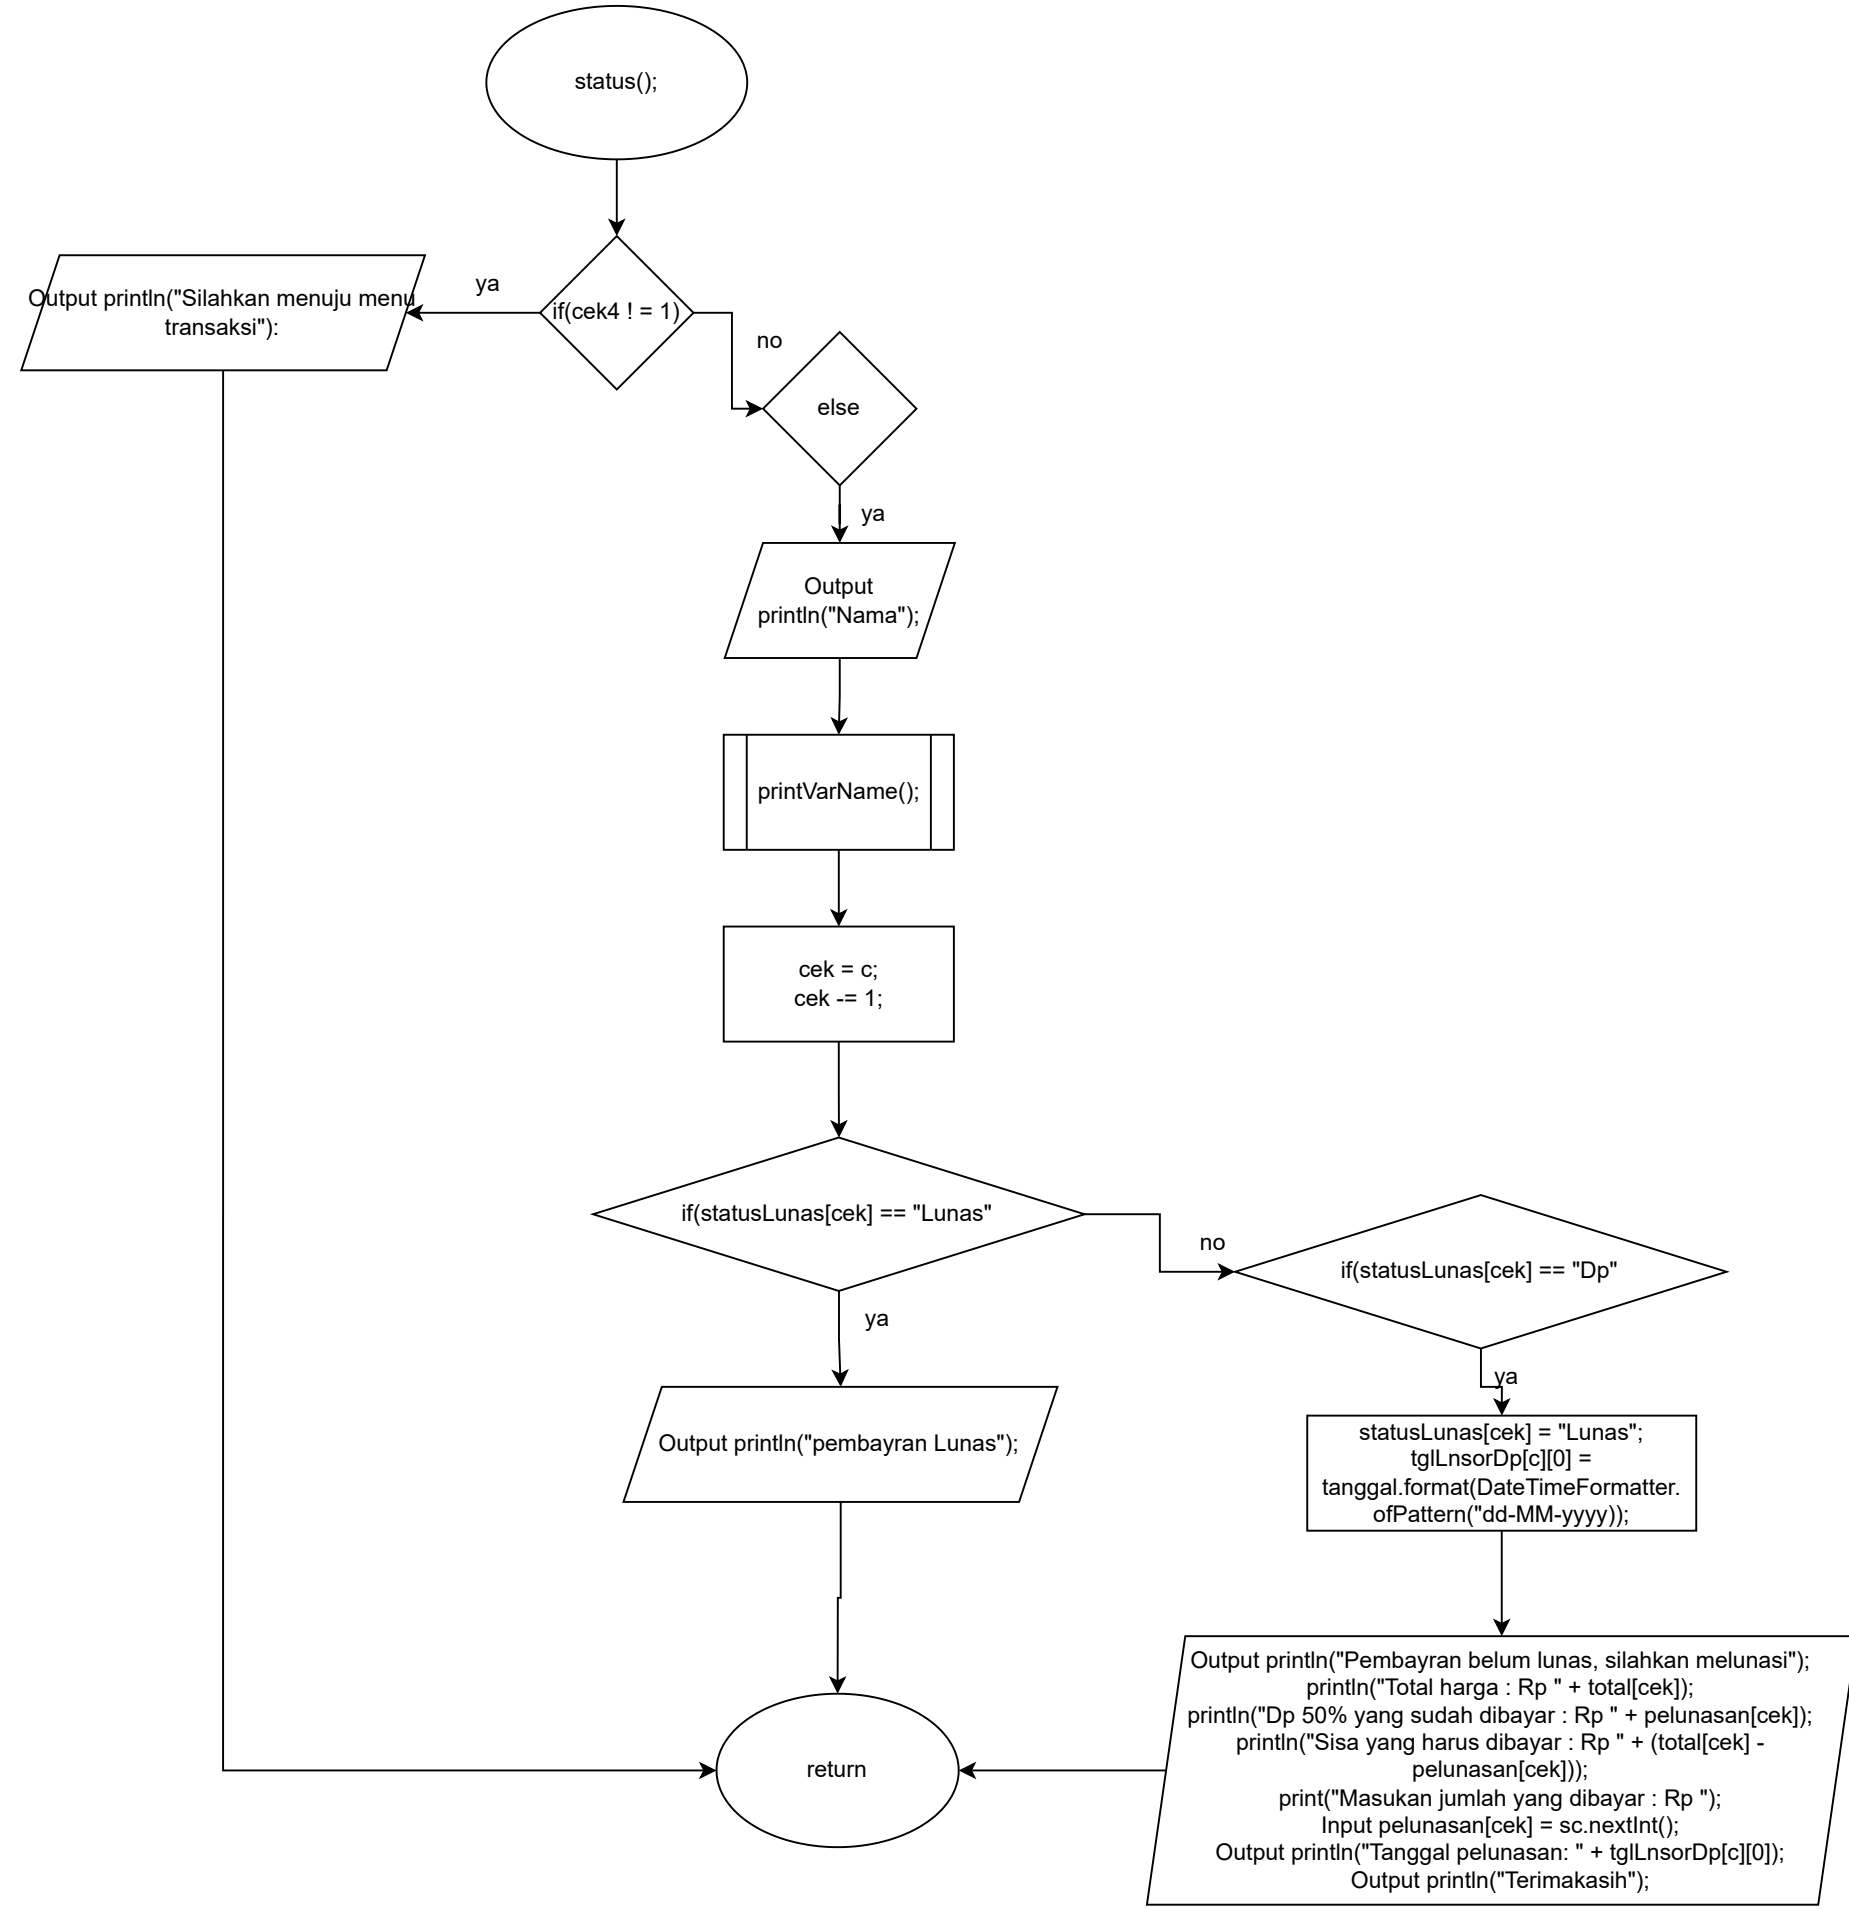 status();
ya
Output println("Silahkan menuju menu
transaksi"):
if(cek4 ! = 1)
no
else
ya
Output
println("Nama");
printVarName();
cek = c;
cek -= 1;
if(statusLunas[cek] == "Lunas"
no
if(statusLunas[cek] == "Dp"
ya
ya
Output println("pembayran Lunas");
statusLunas[cek] = "Lunas";
tglLnsorDp[c][0] =
tanggal.format(DateTimeFormatter.
ofPattern("dd-MM-yyyy));
return
Output println("Pembayran belum lunas, silahkan melunasi");
println("Total harga : Rp " + total[cek]);
println("Dp 50% yang sudah dibayar : Rp " + pelunasan[cek]);
println("Sisa yang harus dibayar : Rp " + (total[cek] -
pelunasan[cek]));
print("Masukan jumlah yang dibayar : Rp ");
Input pelunasan[cek] = sc.nextInt();
Output println("Tanggal pelunasan: " + tglLnsorDp[c][0]);
Output println("Terimakasih");